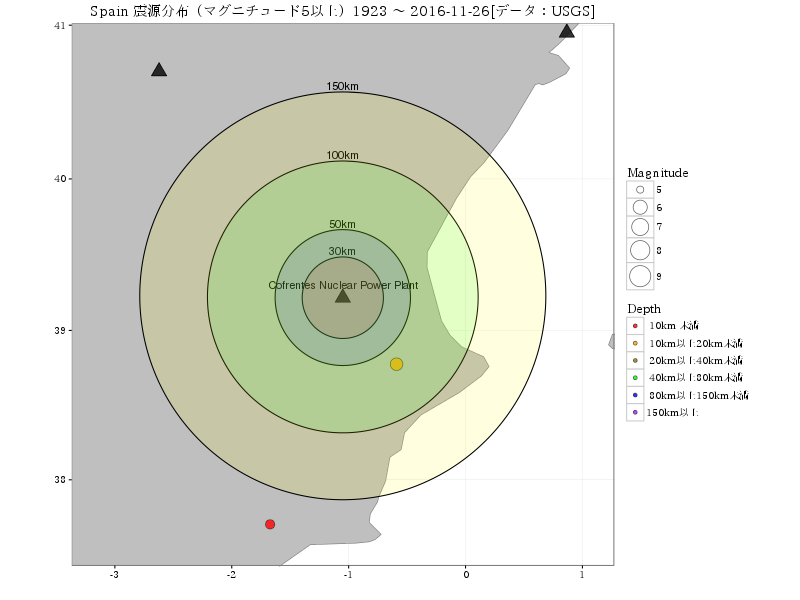 Spain 震源分布（マグニチュード5以上）1923 ～ 2016-11-26[データ：USGS]
41
40
39
38
-3
-2
-1
0
1
150km
100km
50km
30km
Cofrentes Nuclear Power Plant
Magnitude
5
6
7
8
9
Depth
10km 未満
10km以上20km未満
20km以上40km未満
40km以上80km未満
80km以上150km未満
150km以上